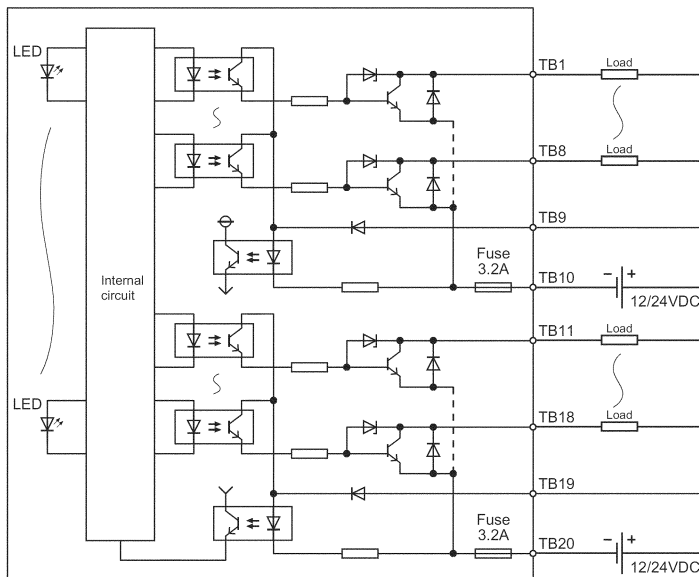 LED
TB1
Load
TB8
Load
TB9
Fuse
3.2A
TB10
− +
12/24VDC
Internal
circuit
TB11
Load
LED
TB18
Load
TB19
Fuse
3.2A
TB20
− +
12/24VDC